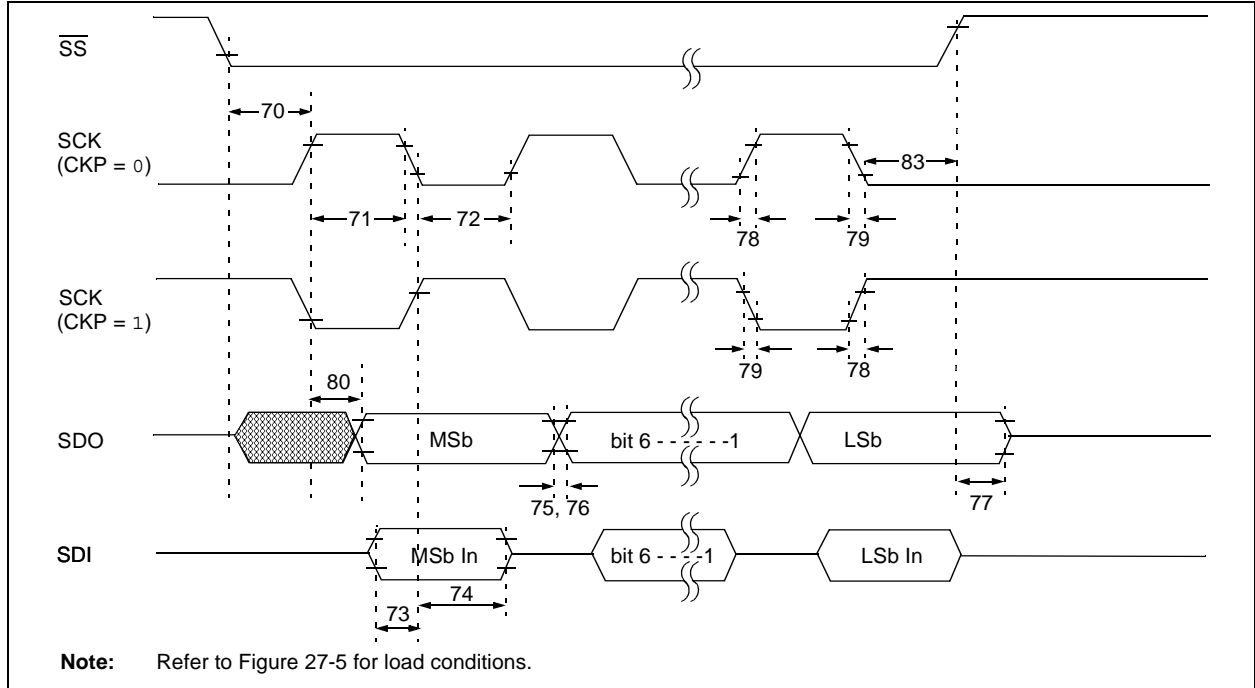 SS
70
SCK
(CKP = 0)
83
71
72
78
79
SCK
(CKP = 1)
79
78
80
SDO
MSb
bit 6 - - - - - -1
LSb
75, 76
77
SDI
MSb In
bit 6 - - - -1
LSb In
74
73
Note: Refer to Figure 27-5 for load conditions.